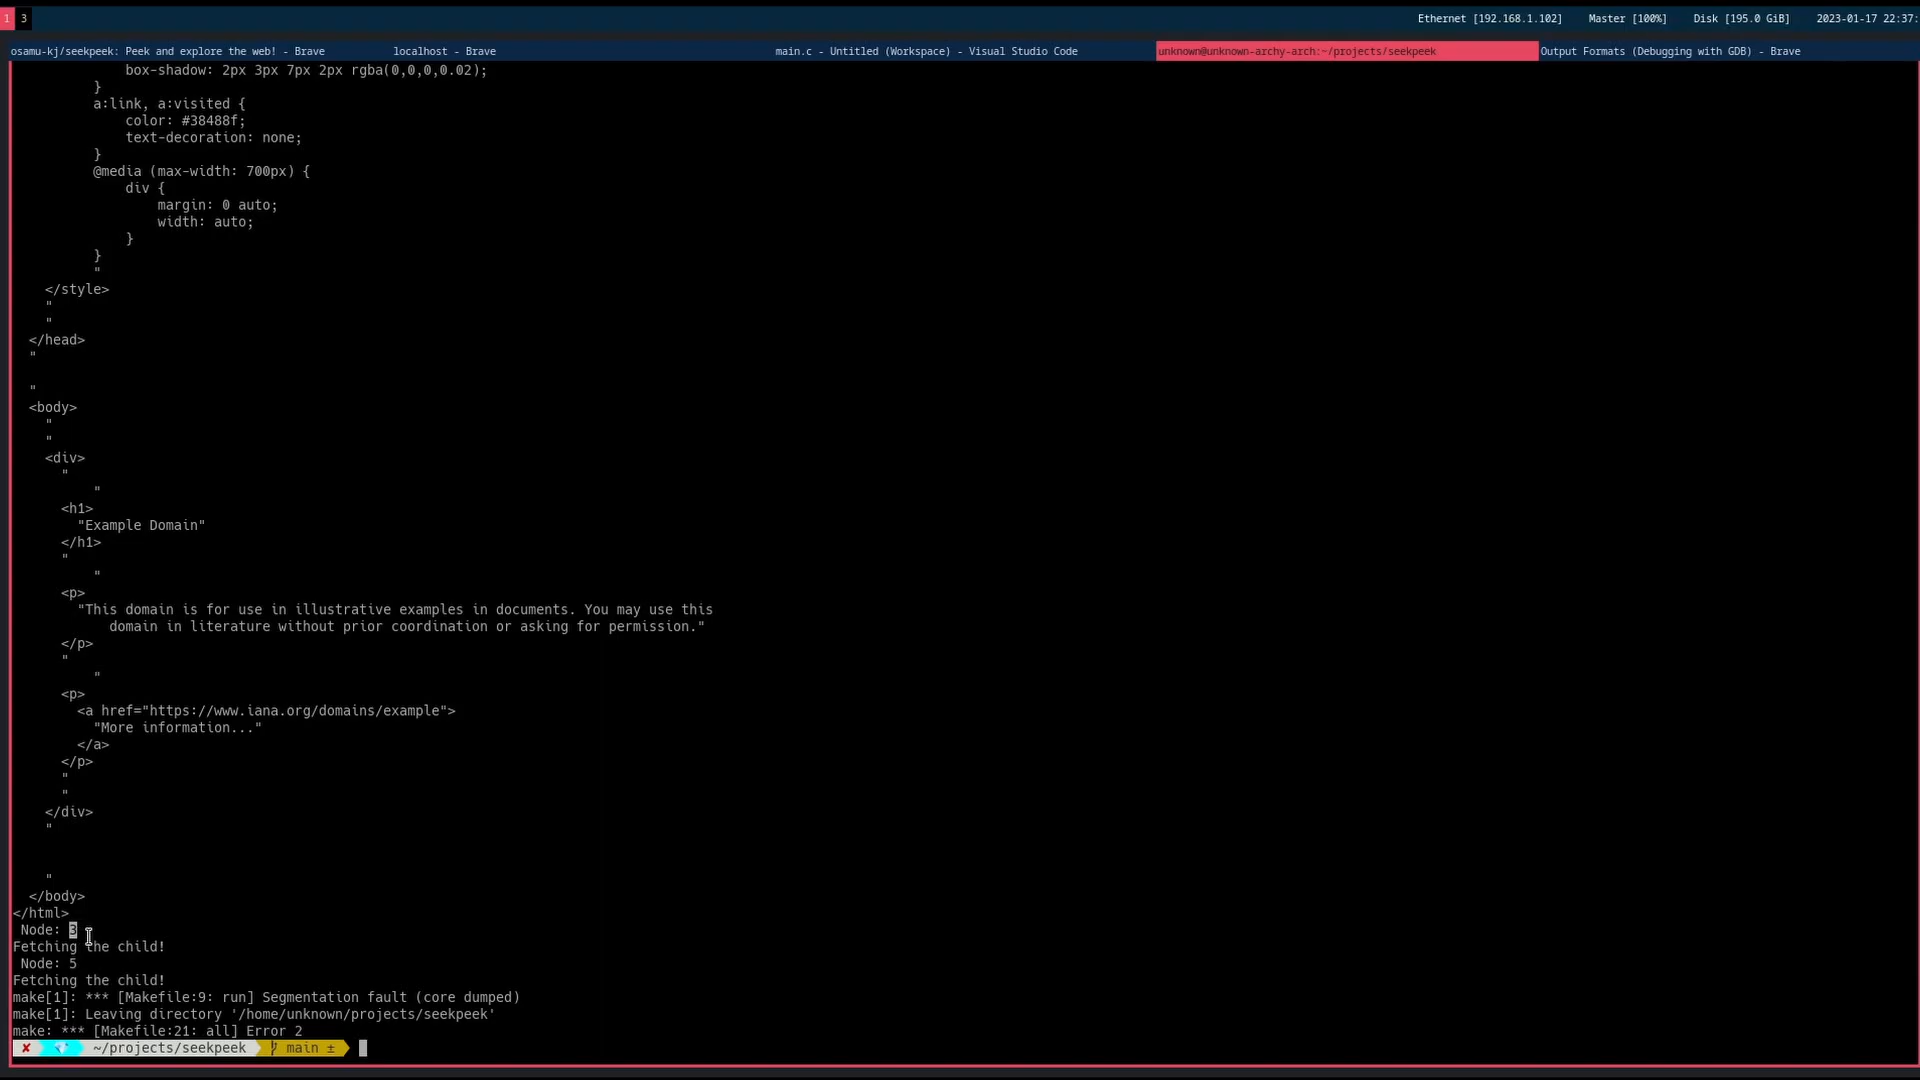 1 3 Ethernet [192.168.1.102] Master [100%] Disk [195.0 GiB] 2023-01-17 22:37:
osamu-kj/seekpeek: Peek and explore the web! - Brave localhost - Brave main.c - Untitled (Workspace) - Visual Studio Code unknown@unknown-archy-arch:~/projects/seekpeek Output Formats (Debugging with GDB) - Brave
box-shadow: 2px 3px 7px 2px rgba(0,0,0,0.02);
}
a:link, a:visited {
color: #38488f;
text-decoration: none;
}
@media (max-width: 700px) {
div {
margin: 0 auto;
width: auto;
}
}
"
</style>
"
"
</head>
"
"
<body>
"
"
<div>
"
"
<h1>
"Example Domain"
</h1>
"
"
<p>
"This domain is for use in illustrative examples in documents. You may use this
domain in literature without prior coordination or asking for permission."
</p>
"
"
<p>
<a href="https://www.iana.org/domains/example">
"More information..."
</a>
</p>
"
"
</div>
"
"
</body>
</html>
Node: 3
Fetching the child!
Node: 5
Fetching the child!
make[1]: *** [Makefile:9: run] Segmentation fault (core dumped)
make[1]: Leaving directory '/home/unknown/projects/seekpeek'
make: *** [Makefile:21: all] Error 2
✘ 💎 ~/projects/seekpeek main ±